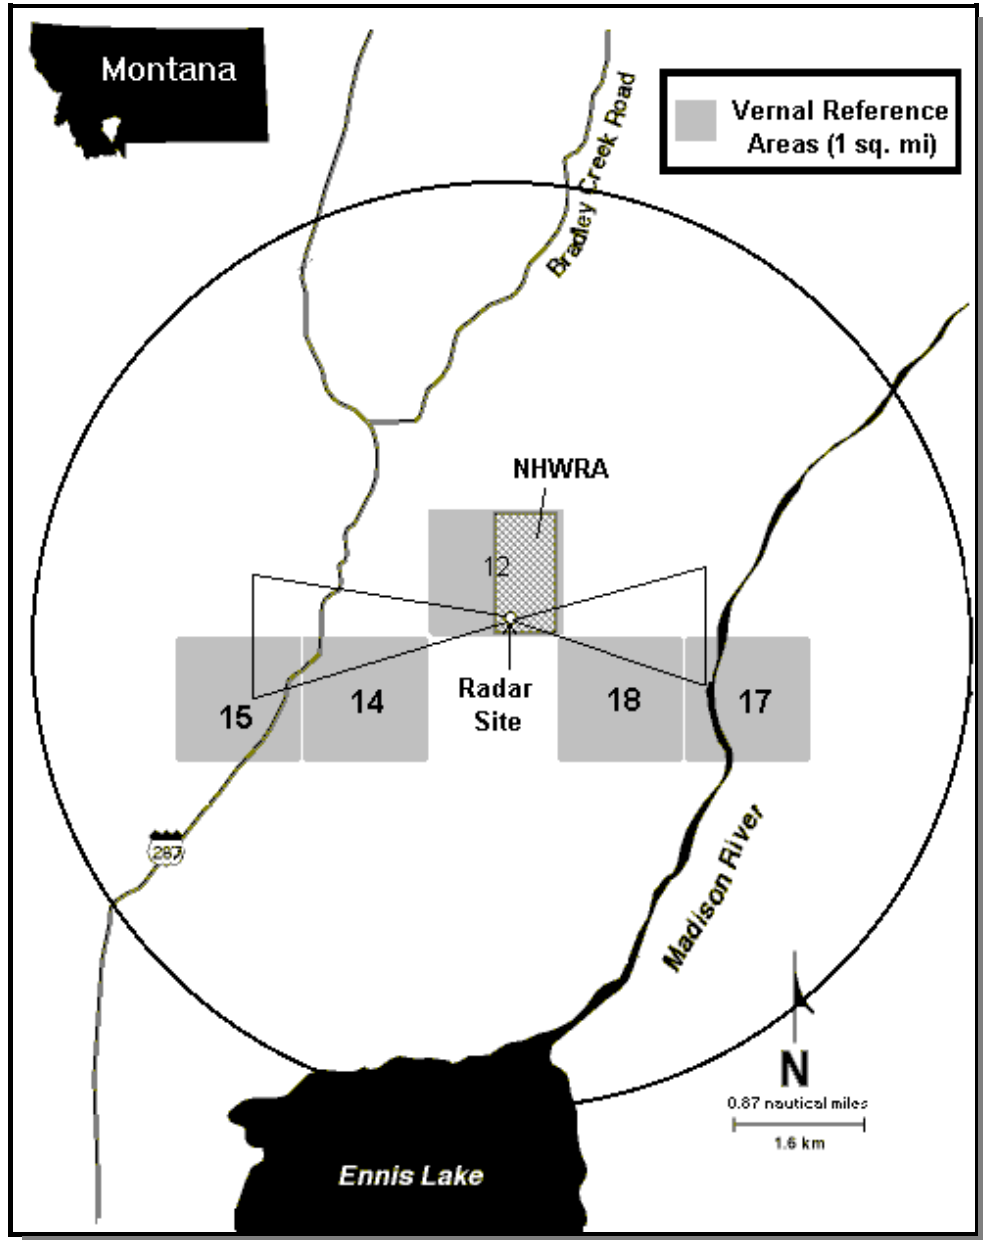 Montana
Vernal Reference
Areas (1 sq. mi)
Bradley Creek Road
NHWRA
12
Radar
Site
15
14
18
17
287
Madison River
N
0.87 nautical miles
1.6 km
Ennis Lake